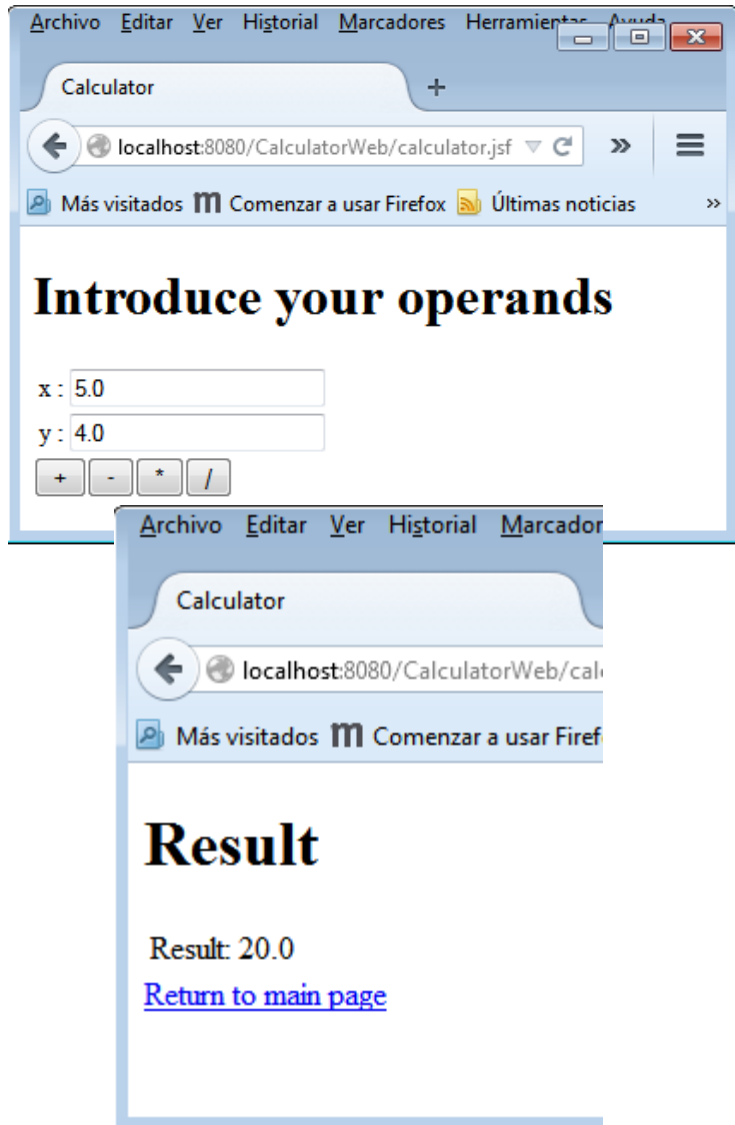 Archivo Editar Ver Historial Marcadores Herramientas Ayuda
Calculator +
localhost:8080/CalculatorWeb/calculator.jsf »
Más visitados m Comenzar a usar Firefox Últimas noticias »
Introduce your operands
x : 5.0
y : 4.0
+ - * /
Archivo Editar Ver Historial Marcador
Calculator
localhost:8080/CalculatorWeb/cal
Más visitados m Comenzar a usar Firef
Result
Result: 20.0
Return to main page